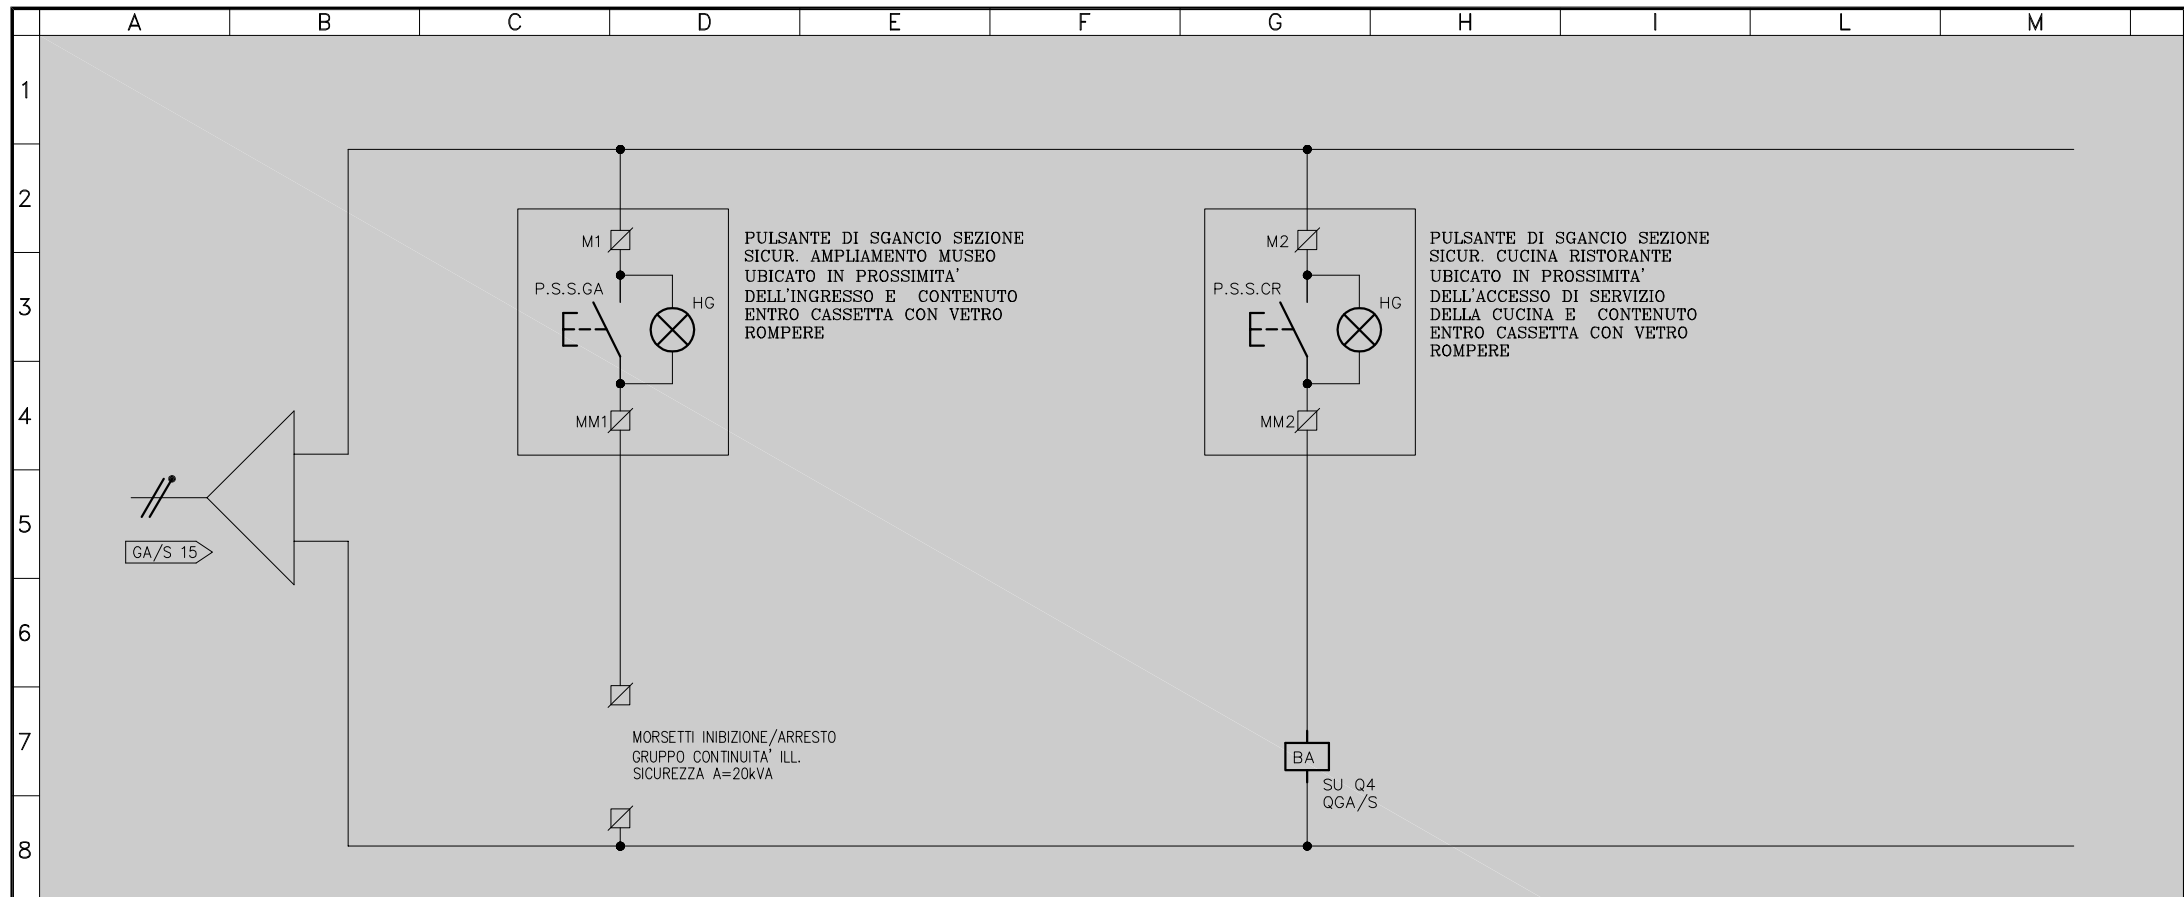 A B C D E F G H I L M
1
2
3
4
5
6
7
8
M1
P.S.S.GA
HG
MM1
PULSANTE DI SGANCIO SEZIONE
SICUR. AMPLIAMENTO MUSEO
UBICATO IN PROSSIMITA'
DELL'INGRESSO E CONTENUTO
ENTRO CASSETTA CON VETRO
ROMPERE
M2
P.S.S.CR
HG
MM2
PULSANTE DI SGANCIO SEZIONE
SICUR. CUCINA RISTORANTE
UBICATO IN PROSSIMITA'
DELL'ACCESSO DI SERVIZIO
DELLA CUCINA E CONTENUTO
ENTRO CASSETTA CON VETRO
ROMPERE
GA/S 15
MORSETTI INIBIZIONE/ARRESTO
GRUPPO CONTINUITA' ILL.
SICUREZZA A=20kVA
BA
SU Q4
QGA/S